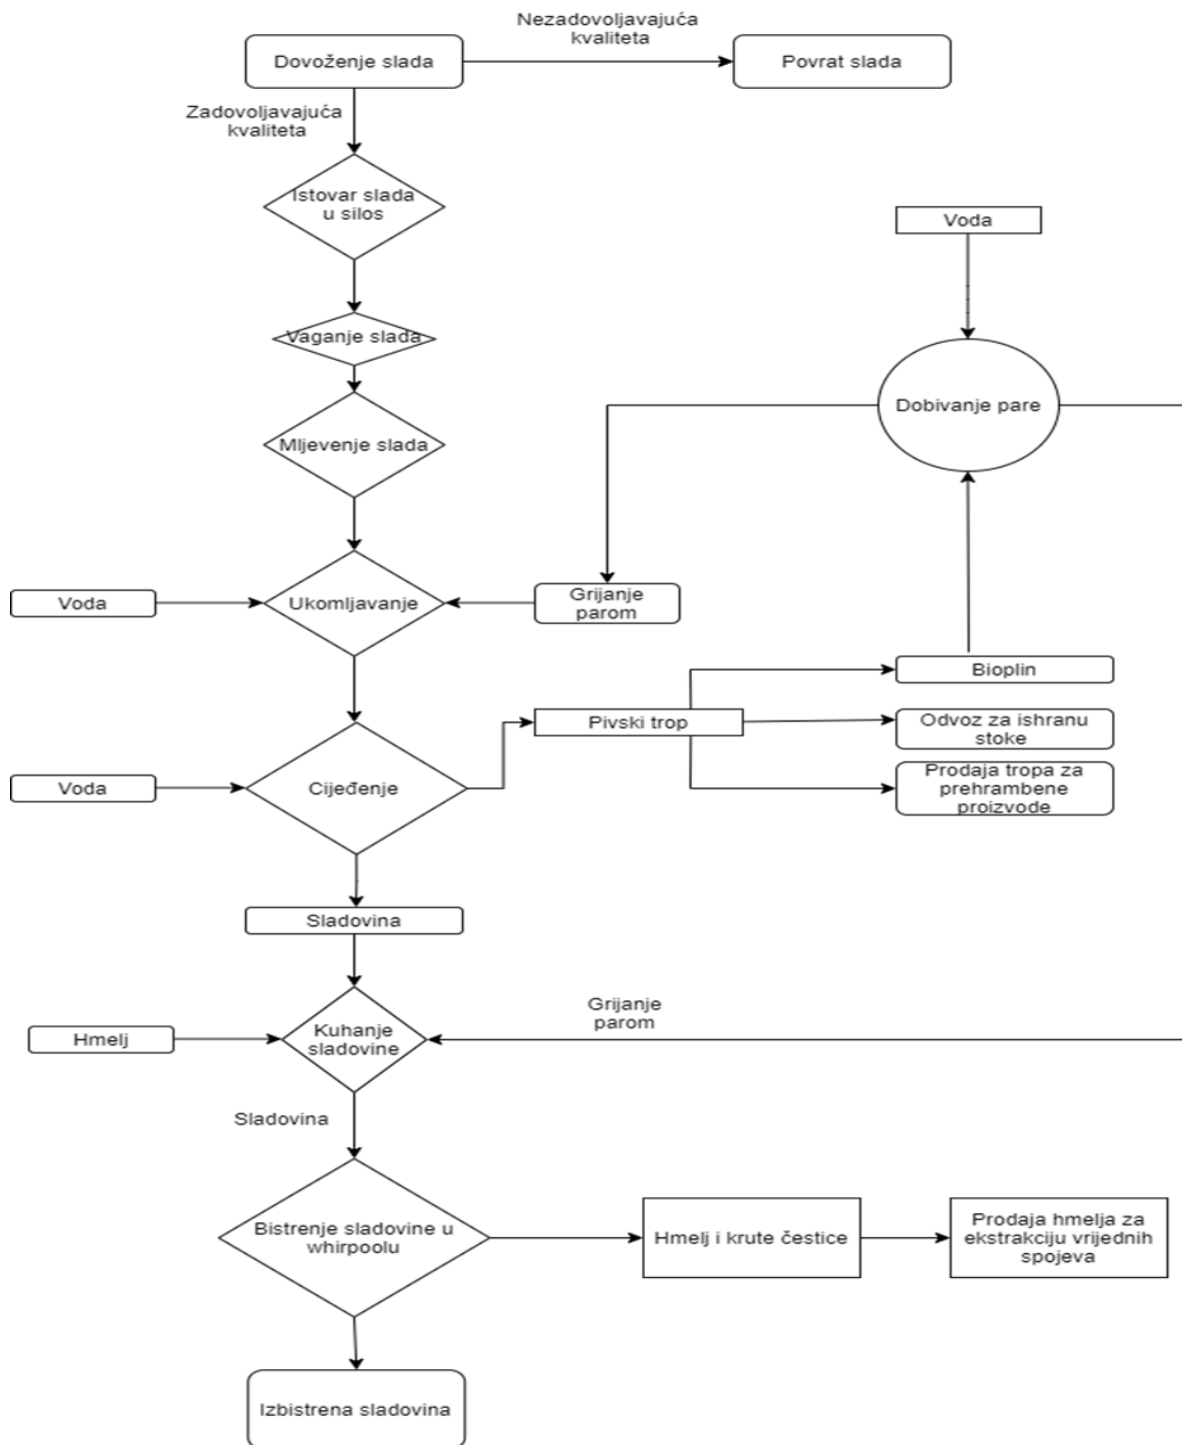 Nezadovoljavajuća
kvaliteta
Dovoženje slada
Povrat slada
Zadovoljavajuća
kvaliteta
Istovar slada
u silos
Voda
Vaganje slada
Dobivanje pare
Mljevenje slada
Voda
Ukomljavanje
Grijanje
parom
Bioplin
Pivski trop
Odvoz za ishranu
stoke
Voda
Cijeđenje
Prodaja tropa za
prehrambene
proizvode
Sladovina
Grijanje
parom
Hmelj
Kuhanje
sladovine
Sladovina
Bistrenje sladovine u
whirpoolu
Hmelj i krute čestice
Prodaja hmelja za
ekstrakciju vrijednih
spojeva
Izbistrena sladovina